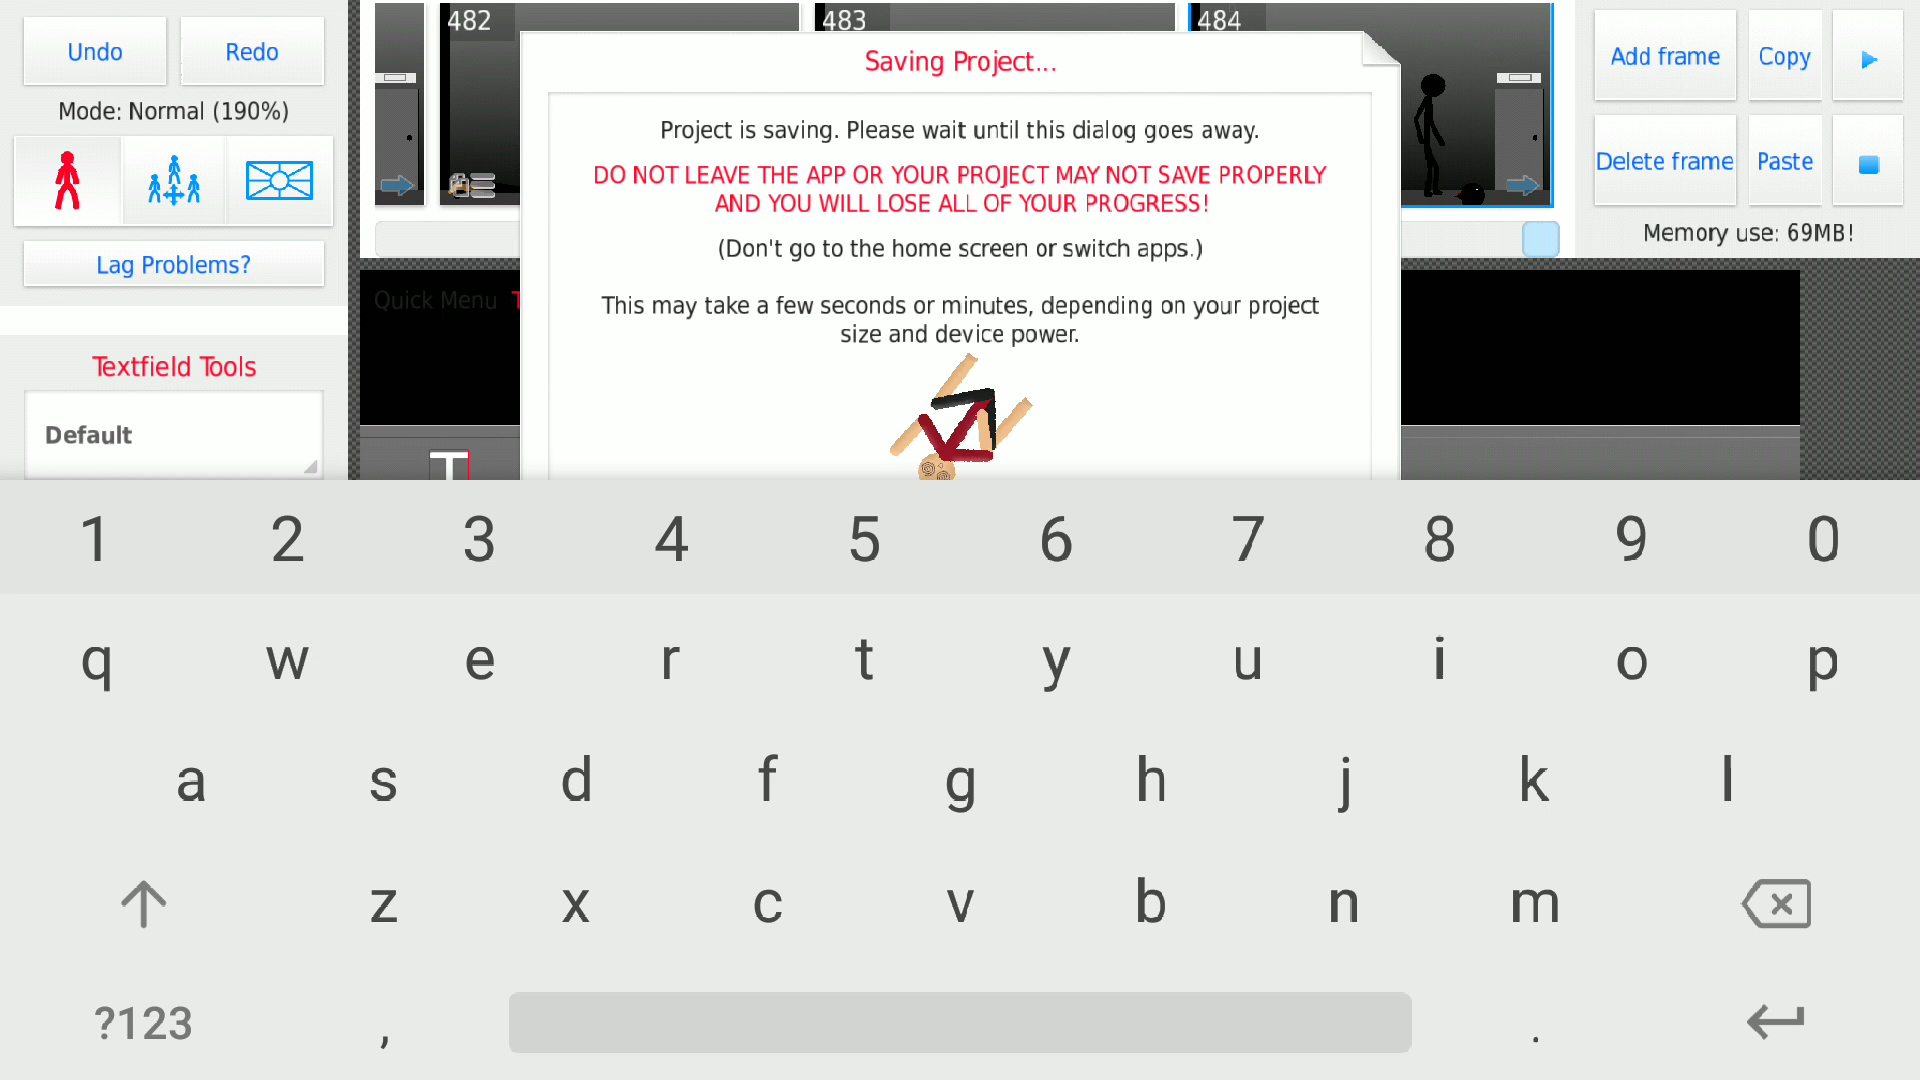 Undo
Redo
Mode: Normal (190%)
Lag Problems?
Textfield Tools
Default
482
483
484
Add frame
Copy
Delete frame
Paste
Memory use: 69MB!
Quick Menu T
T
Saving Project...
Project is saving. Please wait until this dialog goes away.
DO NOT LEAVE THE APP OR YOUR PROJECT MAY NOT SAVE PROPERLY
AND YOU WILL LOSE ALL OF YOUR PROGRESS!
(Don't go to the home screen or switch apps.)
This may take a few seconds or minutes, depending on your project
size and device power.
1 2 3 4 5 6 7 8 9 0
q w e r t y u i o p
a s d f g h j k l
z x c v b n m
?123 , .